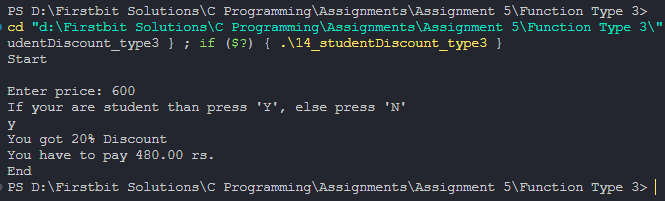 PS D:\Firstbit Solutions\C Programming\Assignments\Assignment 5\Function Type 3>
cd "d:\Firstbit Solutions\C Programming\Assignments\Assignment 5\Function Type 3\"
udentDiscount_type3 } ; if ($?) { .\14_studentDiscount_type3 }
Start
Enter price: 600
If your are student than press 'Y', else press 'N'
y
You got 20% Discount
You have to pay 480.00 rs.
End
PS D:\Firstbit Solutions\C Programming\Assignments\Assignment 5\Function Type 3>